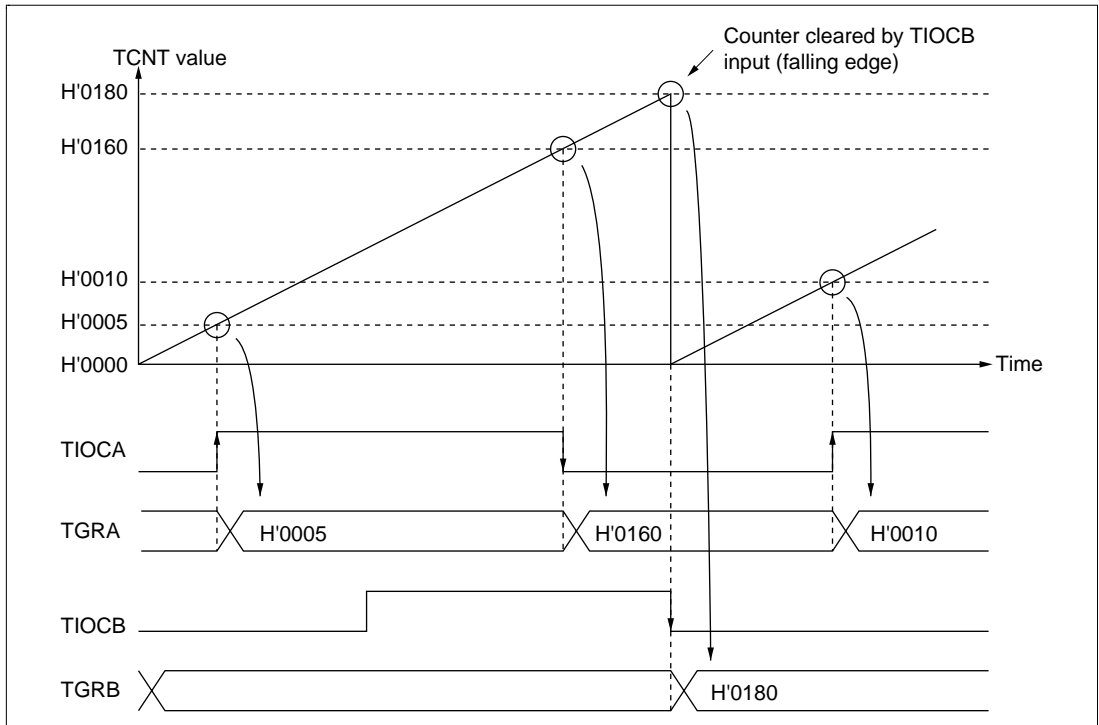 Counter cleared by TIOCB
input (falling edge)
TCNT value
H'0180
H'0160
H'0010
H'0005
H'0000
Time
TIOCA
TGRA
H'0005
H'0160
H'0010
TIOCB
TGRB
H'0180